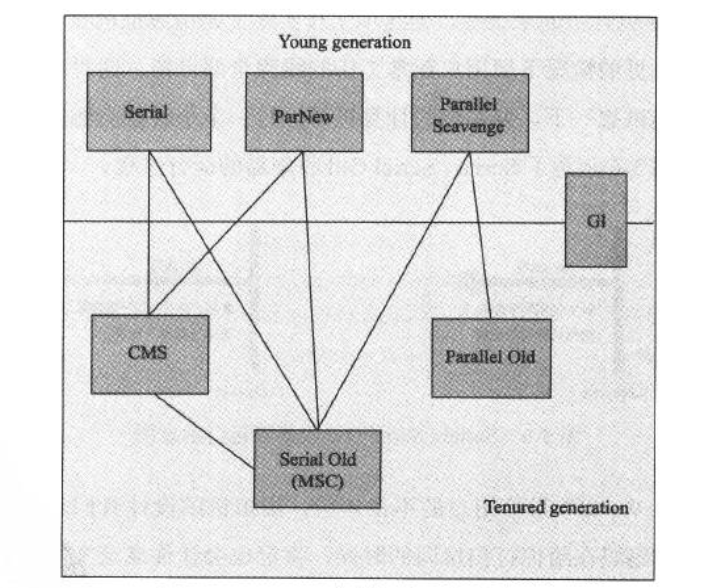 Young generation
Serial
ParNew
Parallel
Scavenge
G1
CMS
Parallel Old
Serial Old
(MSC)
Tenured generation